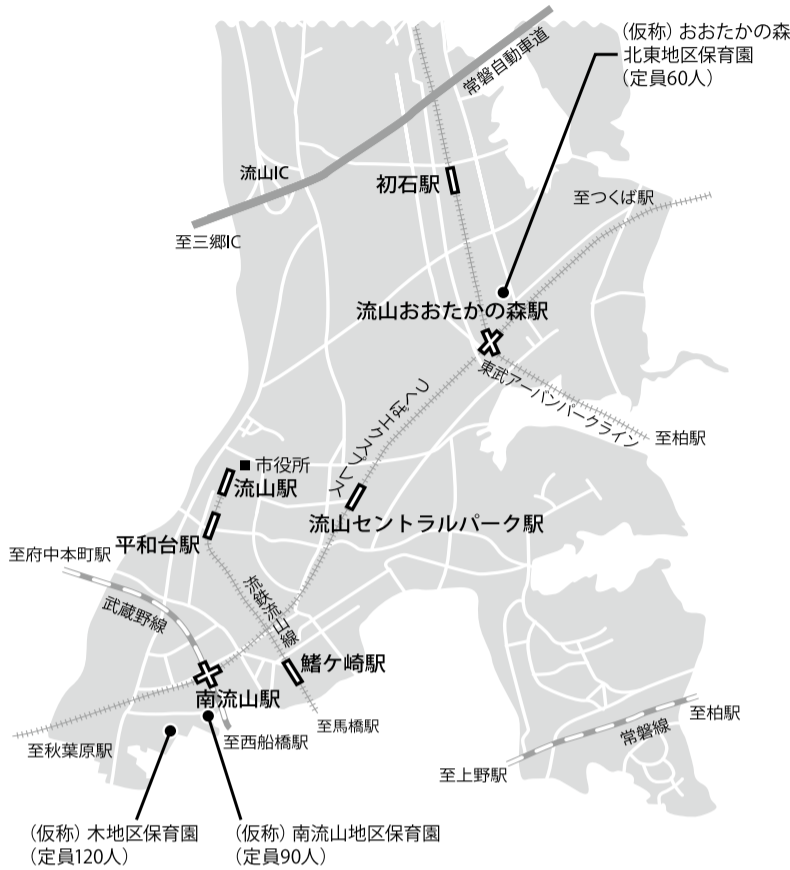 (仮称) おおたかの森
北東地区保育園
(定員60人)
常磐自動車道
流山IC
初石駅
至つくば駅
至三郷IC
流山おおたかの森駅
東武アーバンパークライン
至柏駅
つくばエクスプレス
市役所
流山駅
流山セントラルパーク駅
平和台駅
至府中本町駅
武蔵野線
流鉄流山線
鰭ケ崎駅
南流山駅
至馬橋駅
至西船橋駅
至秋葉原駅
至柏駅
常磐線
至上野駅
(仮称) 木地区保育園
(定員120人)
(仮称) 南流山地区保育園
(定員90人)